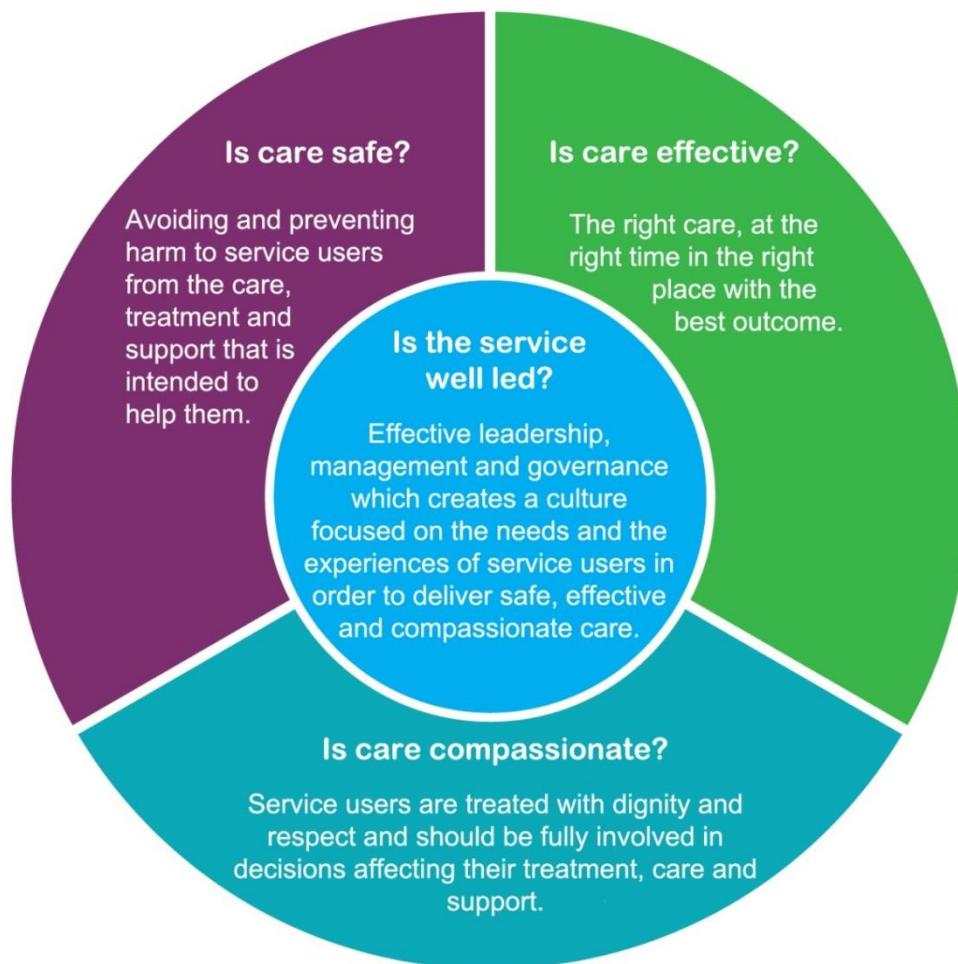 Is care safe?
Avoiding and preventing
harm to service users
from the care,
treatment and
support that is
intended to
help them.
Is care effective?
The right care, at the
right time in the right
place with the
best outcome.
Is the service
well led?
Effective leadership,
management and governance
which creates a culture
focused on the needs and the
experiences of service users in
order to deliver safe, effective
and compassionate care.
Is care compassionate?
Service users are treated with dignity and
respect and should be fully involved in
decisions affecting their treatment, care and
support.